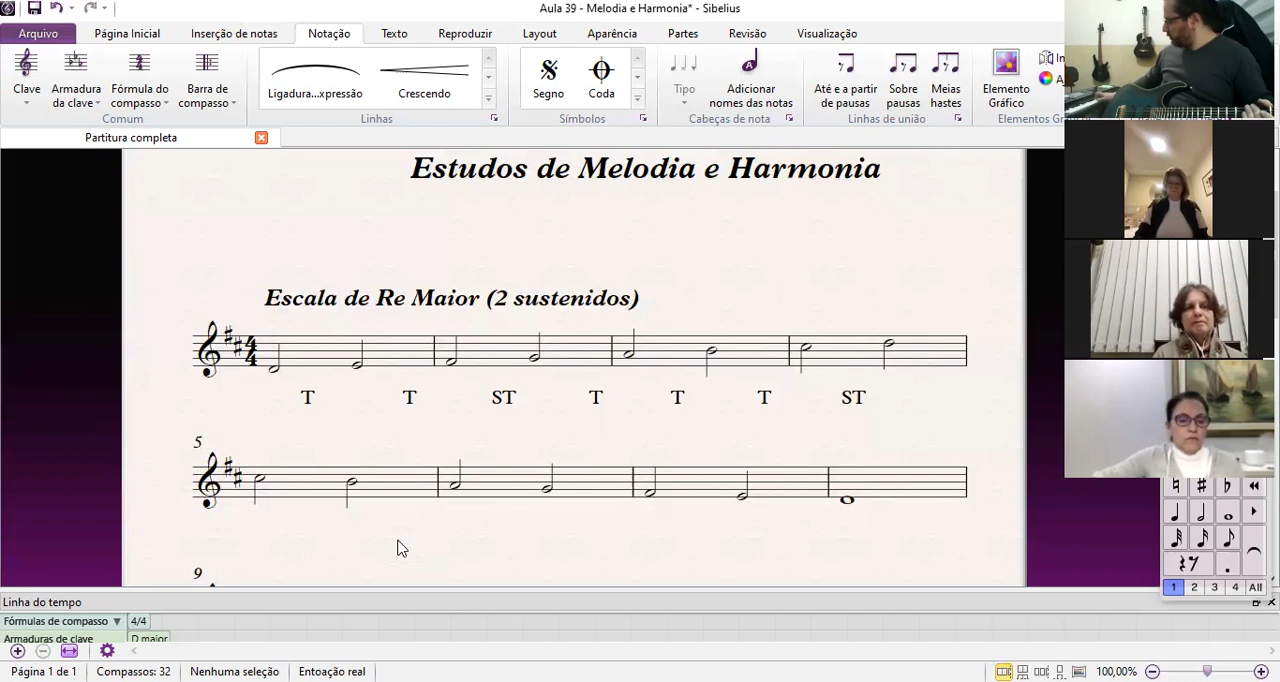 Aula 39 - Melodia e Harmonia* - Sibelius
Arquivo Página Inicial Inserção de notas Notação Texto Reproduzir Layout Aparência Partes Revisão Visualização
Clave Armadura da clave Fórmula do compasso Barra de compasso
Ligadura...xpressão Crescendo
Segno Coda
Tipo Adicionar nomes das notas
Até e a partir de pausas Sobre pausas Meias hastes
Elemento Gráfico
Comum Linhas Símbolos Cabeças de nota Linhas de união Elementos
Partitura completa
Estudos de Melodia e Harmonia
Escala de Re Maior (2 sustenidos)
4 4
T T ST T T T ST
5
9
1 2 3 4 All
Linha do tempo
Fórmulas de compasso 4/4
Armaduras de clave D maior
Página 1 de 1 Compassos: 32 Nenhuma seleção Entoação real 100,00%